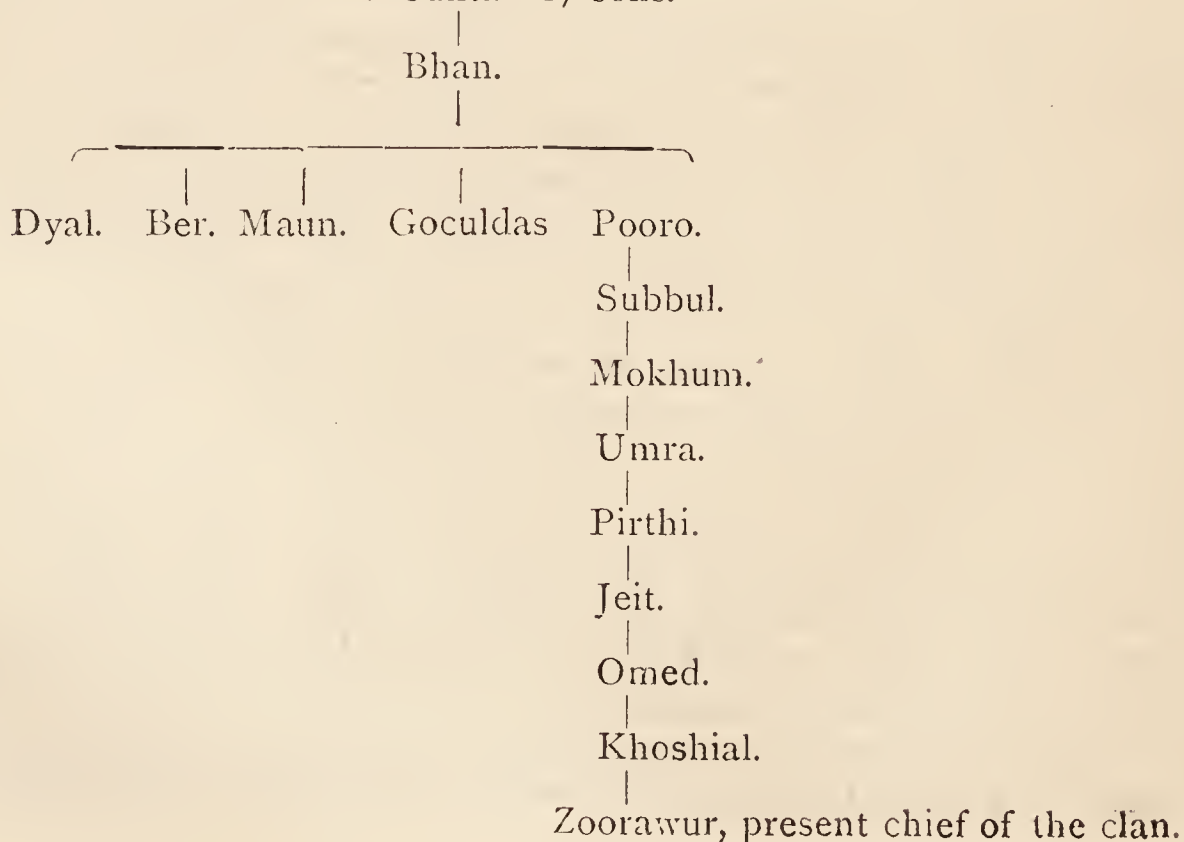 sons.
Bhan.
Dyal. Ber. Maun. Goculdas Pooro.
Subbul.
Mokhum.
Umra.
Pirthi.
Jeit.
Omed.
Khoshial.
Zoorawur, present chief of the clan.